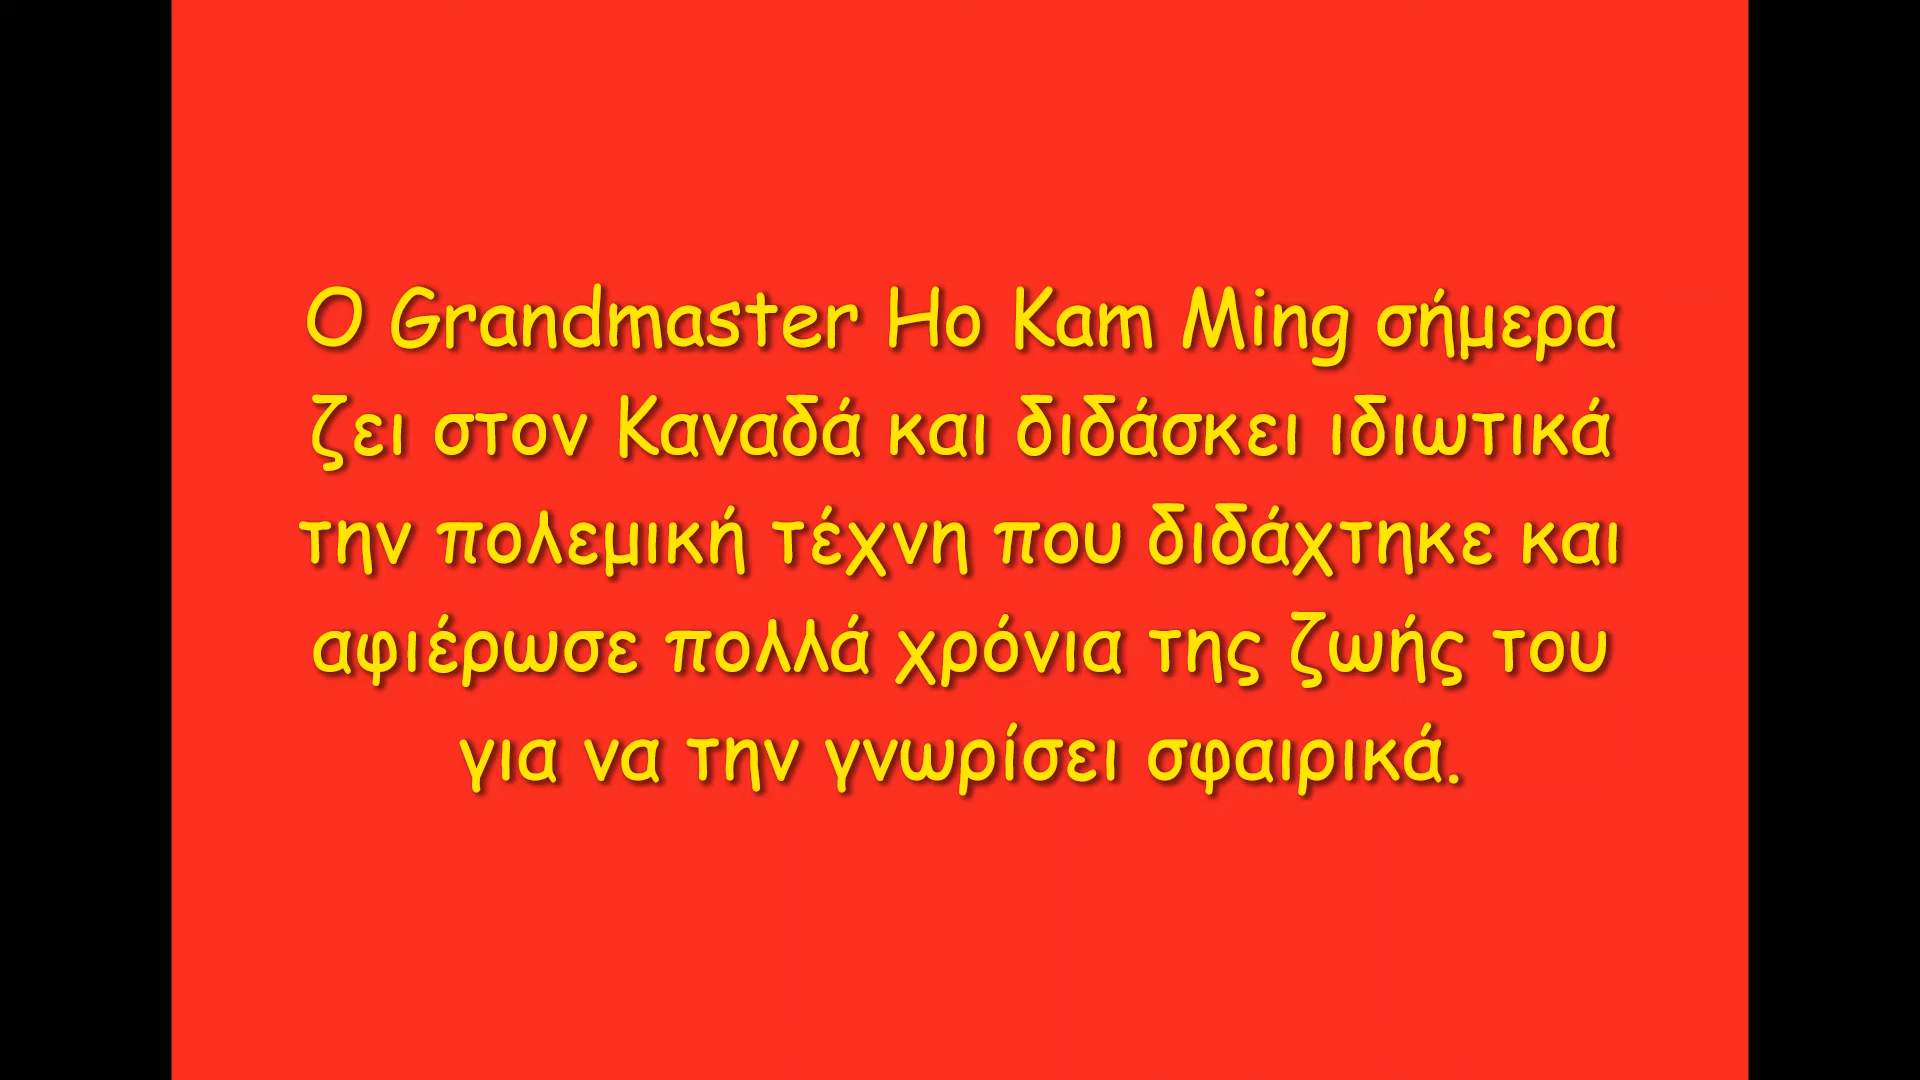 Ο Grandmaster Ho Kam Ming σήμερα
ζει στον Καναδά και διδάσκει ιδιωτικά
την πολεμική τέχνη που διδάχτηκε και
αφιέρωσε πολλά χρόνια της ζωής του
για να την γνωρίσει σφαιρικά.